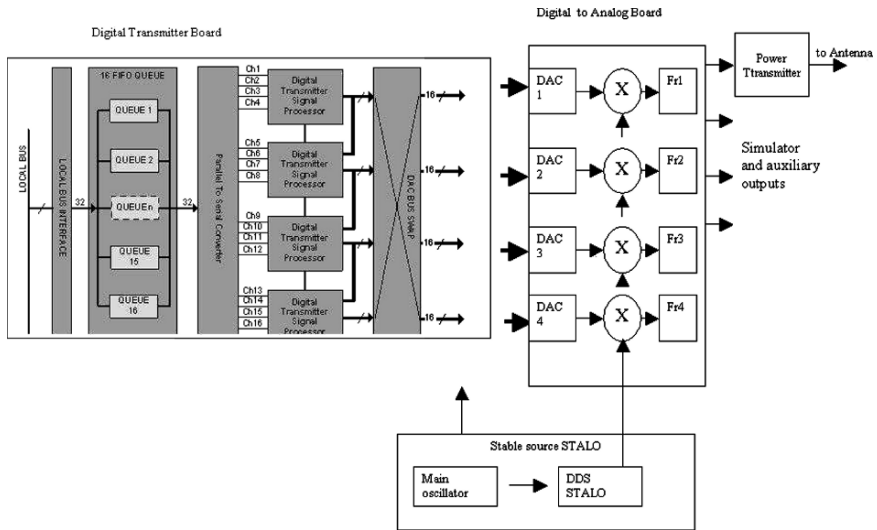 Digital Transmitter Board
Digital to Analog Board
LOCAL BUS
LOCAL BUS INTERFACE
32
16 FIFO QUEUE
QUEUE 1
QUEUE 2
QUEUEn
QUEUE
15
QUEUE
16
32
Parallel To Serial Converter
Ch1
Ch2
Ch3
Ch4
Digital
Transmitter
Signal
Processor
Ch5
Ch6
Ch7
Ch8
Digital
Transmitter
Signal
Processor
Ch9
Ch10
Ch11
Ch12
Digital
Transmitter
Signal
Processor
Ch13
Ch14
Ch15
Ch16
Digital
Transmitter
Signal
Processor
DAC BUS SWAP
16
16
16
16
DAC
1
X
Fr1
DAC
2
X
Fr2
DAC
3
X
Fr3
DAC
4
X
Fr4
Power
Ttransmitter
to Antenna
Simulator
and auxiliary
outputs
Stable source STALO
Main
oscillator
DDS
STALO